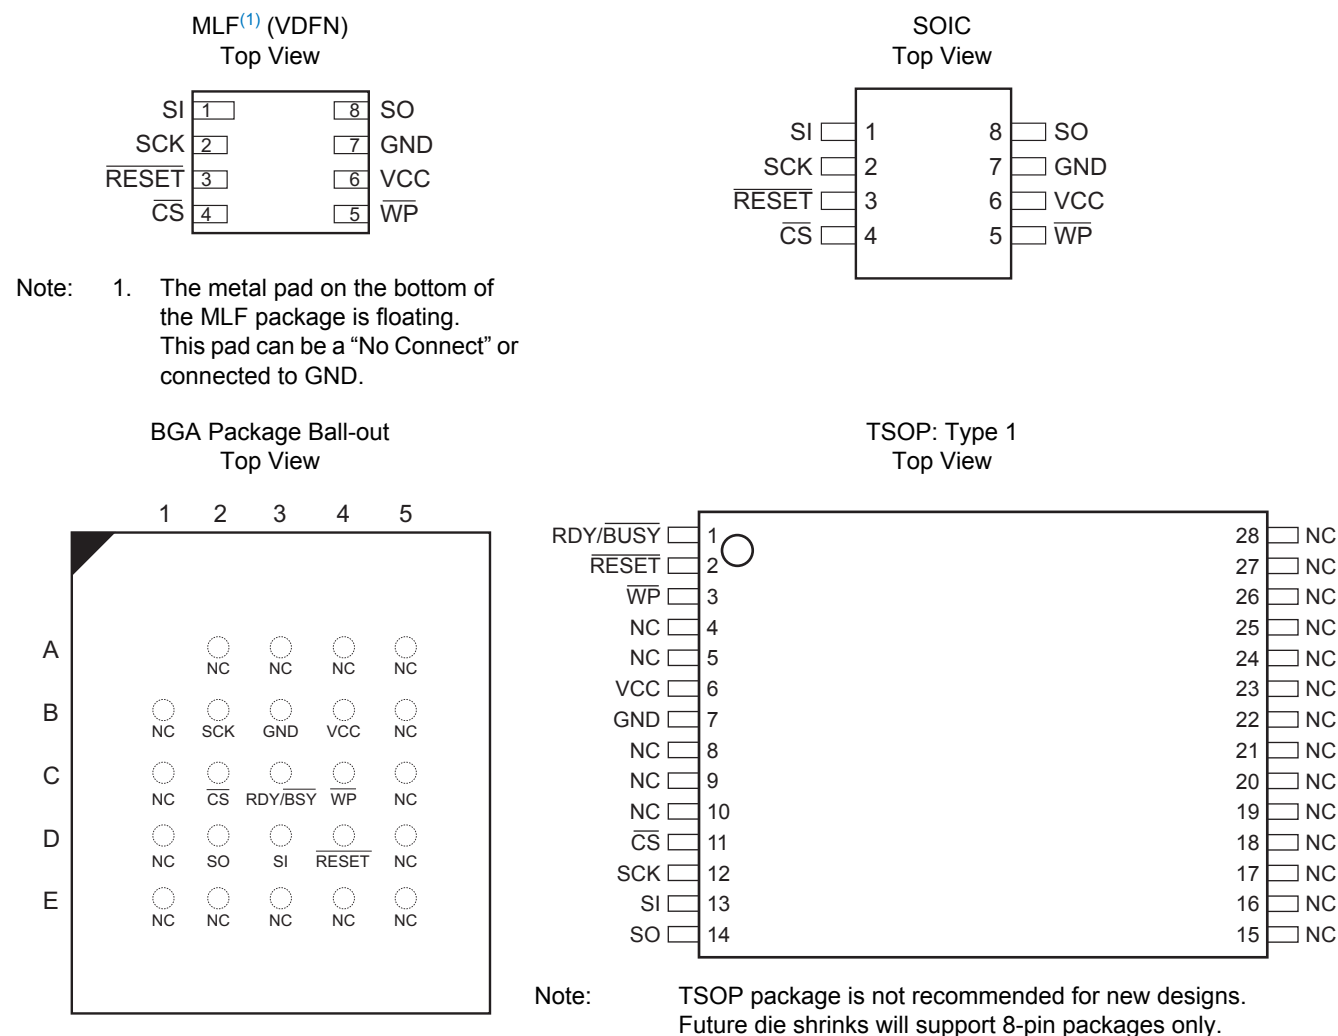 MLF(1) (VDFN)
Top View
SI 1 8 SO
SCK 2 7 GND
RESET 3 6 VCC
CS 4 5 WP
Note: 1. The metal pad on the bottom of
the MLF package is floating.
This pad can be a “No Connect” or
connected to GND.
SOIC
Top View
SI 1 8 SO
SCK 2 7 GND
RESET 3 6 VCC
CS 4 5 WP
BGA Package Ball-out
Top View
1 2 3 4 5
A
NC NC NC NC
B
NC SCK GND VCC NC
C
NC CS RDY/BSY WP NC
D
NC SO SI RESET NC
E
NC NC NC NC NC
TSOP: Type 1
Top View
RDY/BUSY 1 28 NC
RESET 2 27 NC
WP 3 26 NC
NC 4 25 NC
NC 5 24 NC
VCC 6 23 NC
GND 7 22 NC
NC 8 21 NC
NC 9 20 NC
NC 10 19 NC
CS 11 18 NC
SCK 12 17 NC
SI 13 16 NC
SO 14 15 NC
Note: TSOP package is not recommended for new designs.
Future die shrinks will support 8-pin packages only.